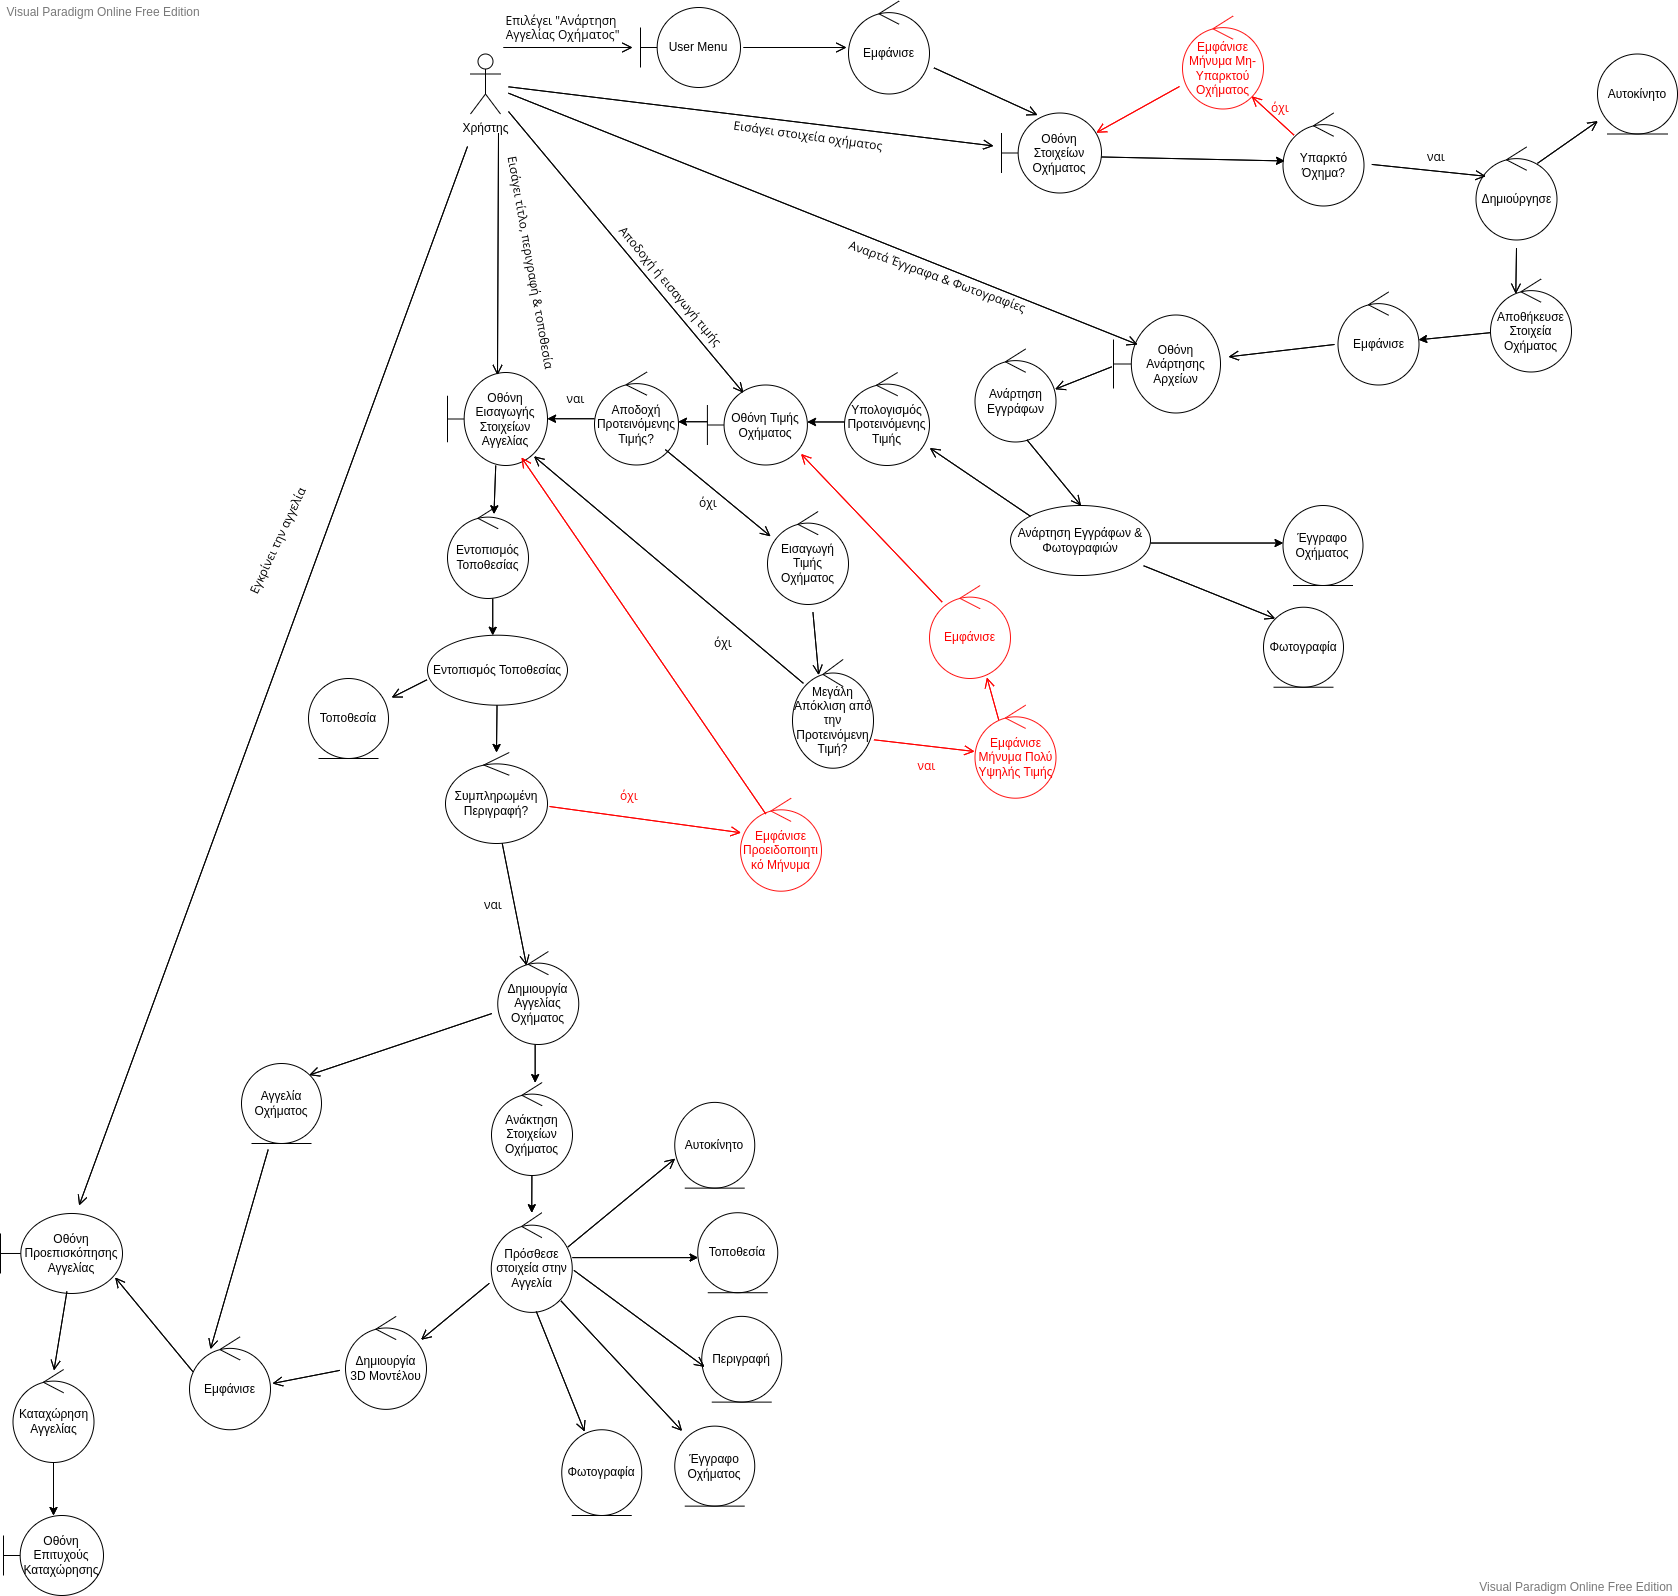 Visual Paradigm Online Free Edition
Επιλέγει "Ανάρτηση
Αγγελίας Οχήματος"
User Menu
Εμφάνισε
Εμφάνισε
Μήνυμα Μη-
Υπαρκτού
Οχήματος
όχι
Αυτοκίνητο
Χρήστης
Εισάγει στοιχεία οχήματος
Οθόνη
Στοιχείων
Οχήματος
Υπαρκτό
Όχημα?
ναι
Δημιούργησε
Εισάγει τίτλο, περιγραφή & τοποθεσία
Αποδοχή ή εισαγωγή τιμής
Αναρτά Έγγραφα & Φωτογραφίες
Αποθήκευσε
Στοιχεία
Οχήματος
Εμφάνισε
Οθόνη
Ανάρτησης
Αρχείων
Ανάρτηση
Εγγράφων
Υπολογισμός
Προτεινόμενης
Τιμής
Οθόνη Τιμής
Οχήματος
Αποδοχή
Προτεινόμενης
Τιμής?
ναι
Οθόνη
Εισαγωγής
Στοιχείων
Αγγελίας
Εγκρίνει την αγγελία
όχι
Εντοπισμός
Τοποθεσίας
Εισαγωγή
Τιμής
Οχήματος
Ανάρτηση Εγγράφων &
Φωτογραφιών
Έγγραφο
Οχήματος
Φωτογραφία
Εμφάνισε
όχι
Εντοπισμός Τοποθεσίας
Τοποθεσία
Μεγάλη
Απόκλιση από
την
Προτεινόμενη
Τιμή?
ναι
Εμφάνισε
Μήνυμα Πολύ
Υψηλής Τιμής
Συμπληρωμένη
Περιγραφή?
όχι
Εμφάνισε
Προειδοποιητι
κό Μήνυμα
ναι
Δημιουργία
Αγγελίας
Οχήματος
Αγγελία
Οχήματος
Ανάκτηση
Στοιχείων
Οχήματος
Αυτοκίνητο
Οθόνη
Προεπισκόπησης
Αγγελίας
Πρόσθεσε
στοιχεία στην
Αγγελία
Τοποθεσία
Περιγραφή
Δημιουργία
3D Μοντέλου
Εμφάνισε
Καταχώρηση
Αγγελίας
Φωτογραφία
Έγγραφο
Οχήματος
Οθόνη
Επιτυχούς
Καταχώρησης
Visual Paradigm Online Free Edition